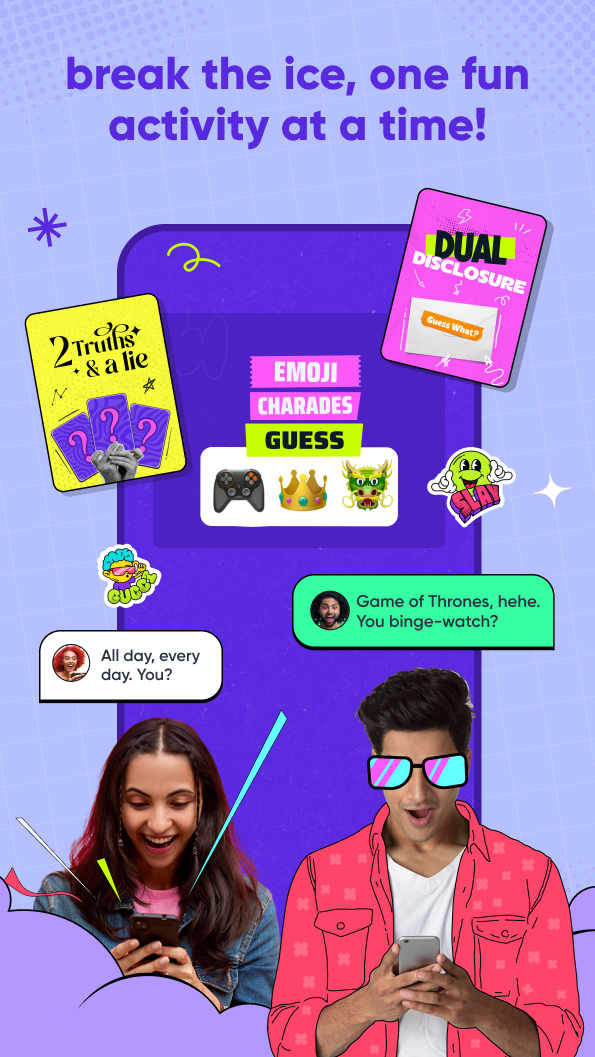 break the ice, one fun
activity at a time!
DUAL
DISCLOSURE
Guess What?
2 Truths
& a lie
EMOJI
CHARADES
GUESS
SLAY
GUCCI
Game of Thrones, hehe.
You binge-watch?
All day, every
day. You?